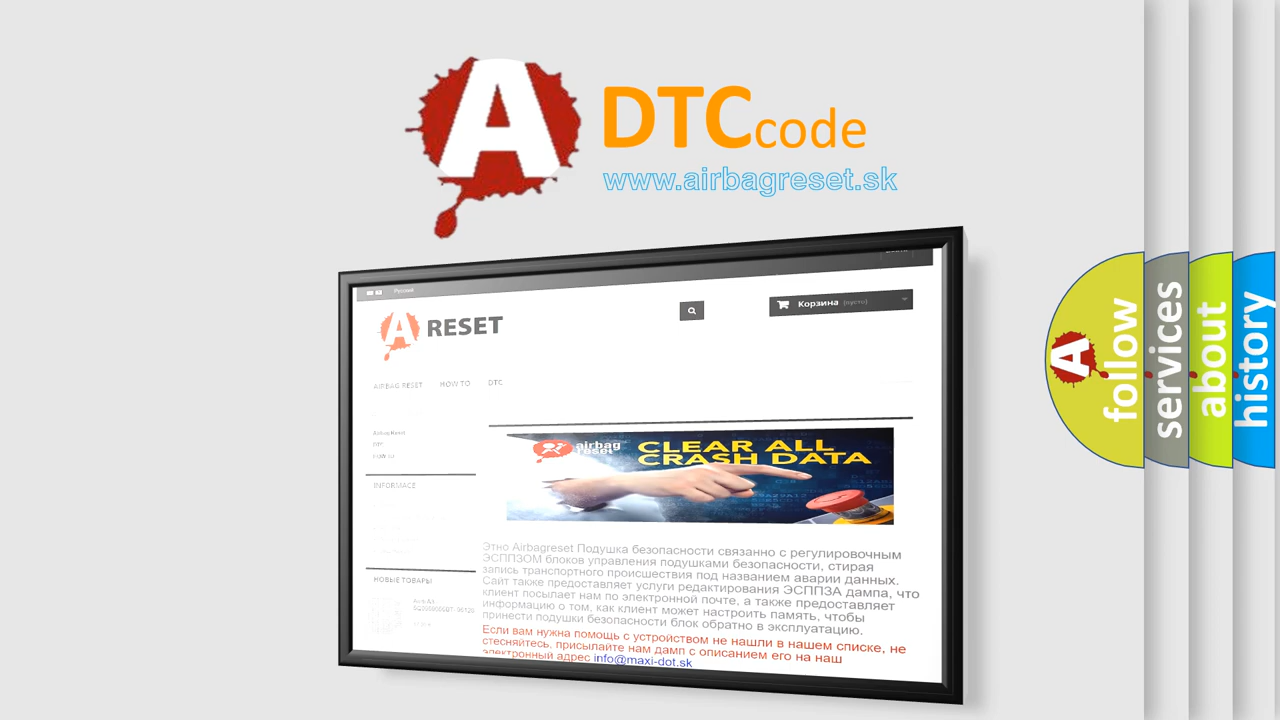 A DTC code
www.airbagreset.sk
Русский
Корзина (пусто)
A RESET
AIRBAG RESET HOW TO DTC
Airbag Reset
DTC
INFORMACE
airbag
reset
CLEAR ALL
CRASH DATA
Этно Airbagreset Подушка безопасности связанно с регулировочным
ЭСППЗОМ блоков управления подушками безопасности, стирая
запись транспортного происшествия под названием аварии данных.
Сайт также предоставляет услуги редактирования ЭСППЗА дампа, что
клиент посылает нам по электронной почте, а также предоставляет
информацию о том, как клиент может настроить память, чтобы
принести подушки безопасности блок обратно в эксплуатацию.
Если вам нужна помощь с устройством не нашли в нашем списке, не
стесняйтесь, присылайте нам дамп с описанием его на наш
электронный адрес info@maxi-dot.sk
НОВЫЕ ТОВАРЫ
A follow
services
about
history